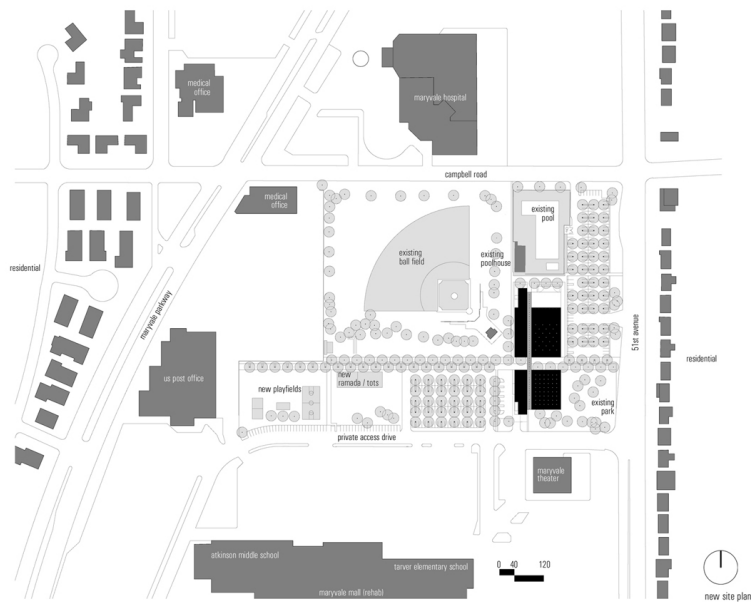 medical
office
maryvale hospital
campbell road
medical
office
existing
pool
existing
ball field
existing
poolhouse
residential
maryvale parkway
51st avenue
residential
us post office
new
ramada / tots
new playfields
existing
park
private access drive
maryvale
theater
atkinson middle school
tarver elementary school
maryvale mall (rehab)
0 40 120
new site plan